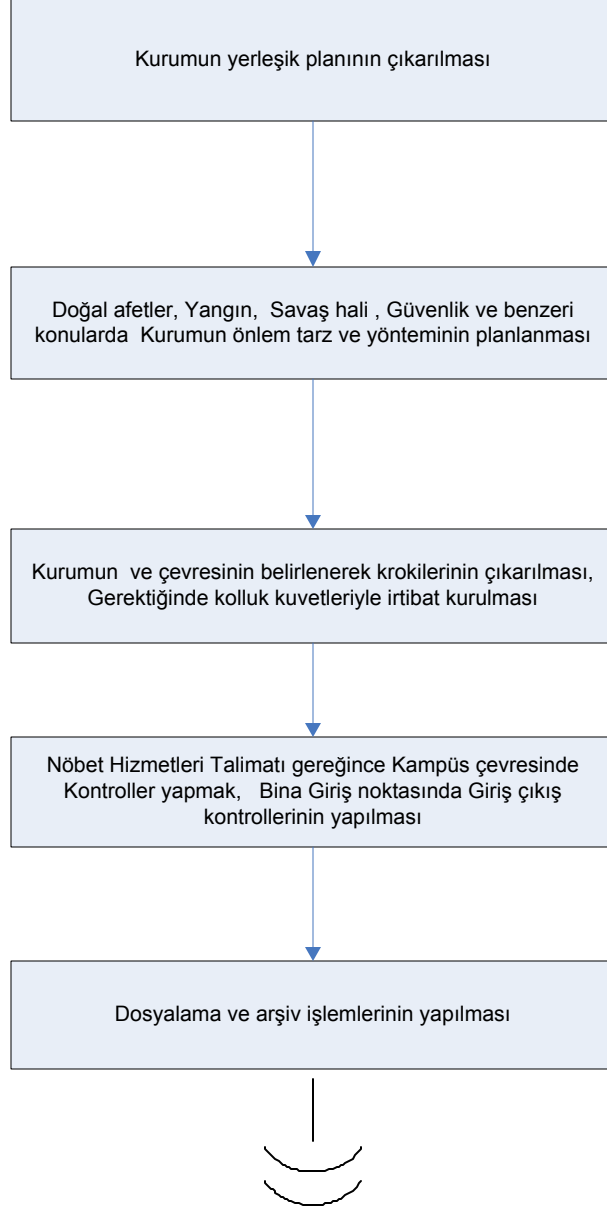 Kurumun yerleşik planının çıkarılması
Doğal afetler, Yangın, Savaş hali , Güvenlik ve benzeri
konularda Kurumun önlem tarz ve yönteminin planlanması
Kurumun ve çevresinin belirlenerek krokilerinin çıkarılması,
Gerektiğinde kolluk kuvetleriyle irtibat kurulması
Nöbet Hizmetleri Talimatı gereğince Kampüs çevresinde
Kontroller yapmak, Bina Giriş noktasında Giriş çıkış
kontrollerinin yapılması
Dosyalama ve arşiv işlemlerinin yapılması